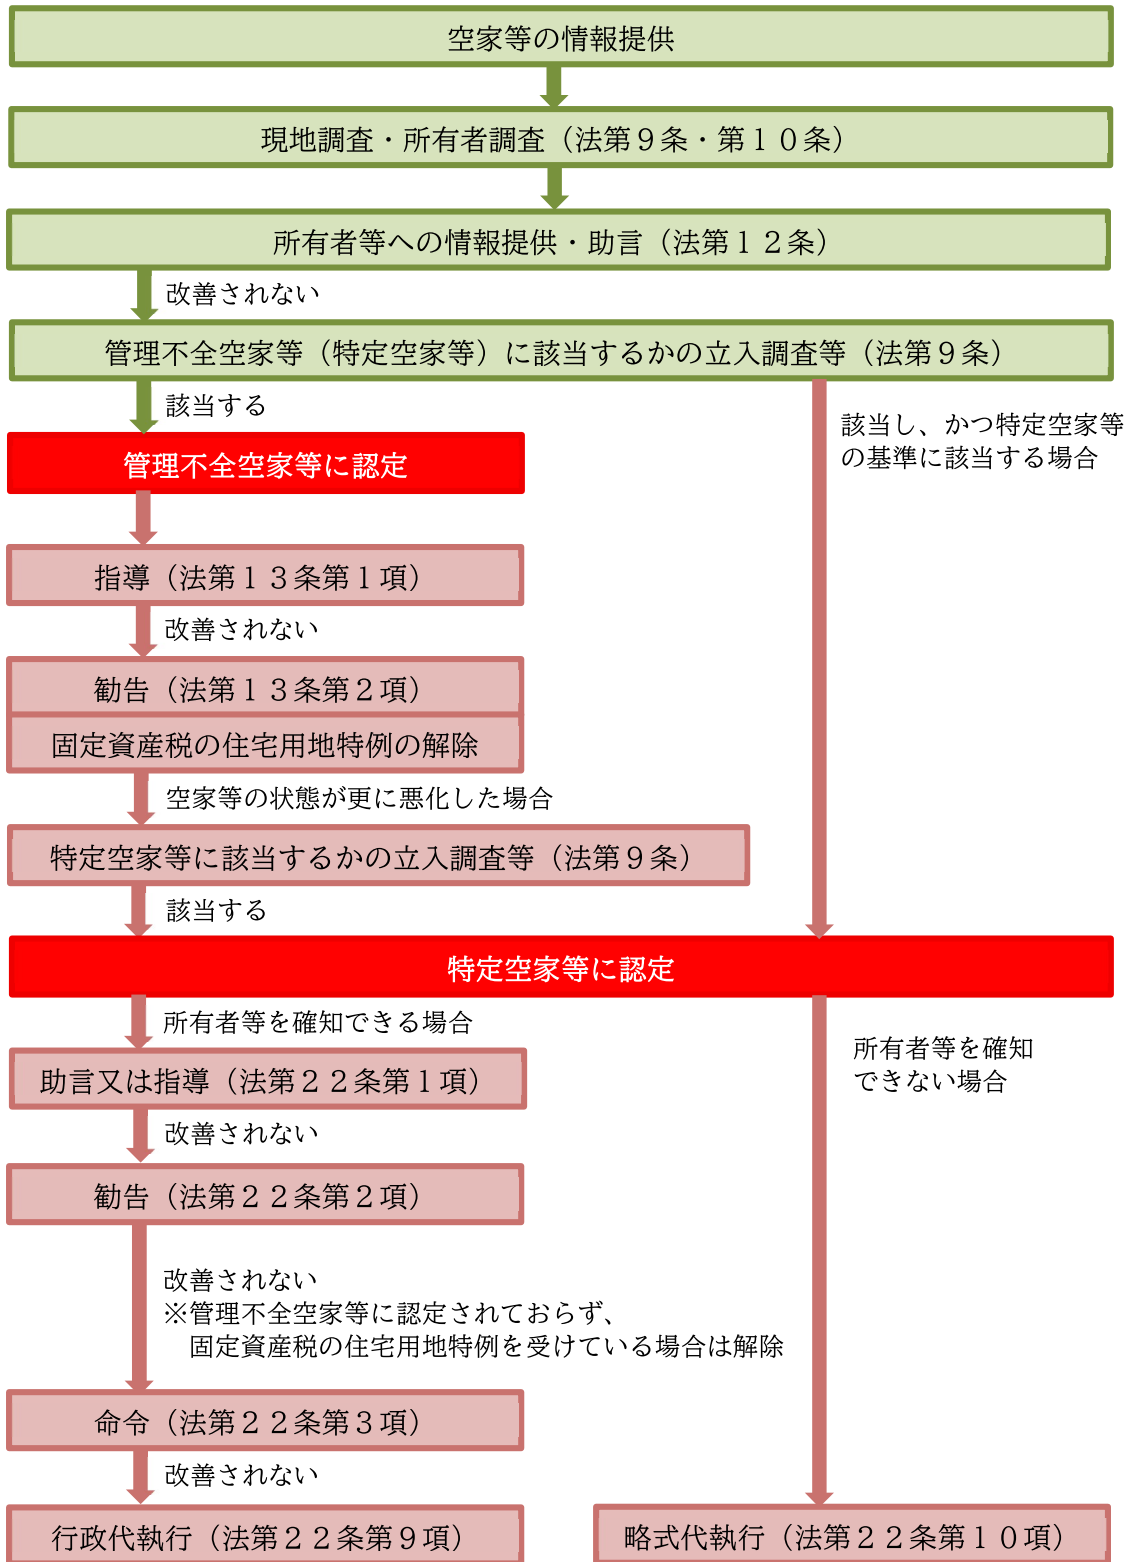 空家等の情報提供
現地調査・所有者調査（法第９条・第１０条）
所有者等への情報提供・助言（法第１２条）
改善されない
管理不全空家等（特定空家等）に該当するかの立入調査等（法第９条）
該当する
該当し、かつ特定空家等
の基準に該当する場合
管理不全空家等に認定
指導（法第１３条第１項）
改善されない
勧告（法第１３条第２項）
固定資産税の住宅用地特例の解除
空家等の状態が更に悪化した場合
特定空家等に該当するかの立入調査等（法第９条）
該当する
特定空家等に認定
所有者等を確知できる場合
所有者等を確知
できない場合
助言又は指導（法第２２条第１項）
改善されない
勧告（法第２２条第２項）
改善されない
※管理不全空家等に認定されておらず、
固定資産税の住宅用地特例を受けている場合は解除
命令（法第２２条第３項）
改善されない
行政代執行（法第２２条第９項）
略式代執行（法第２２条第１０項）